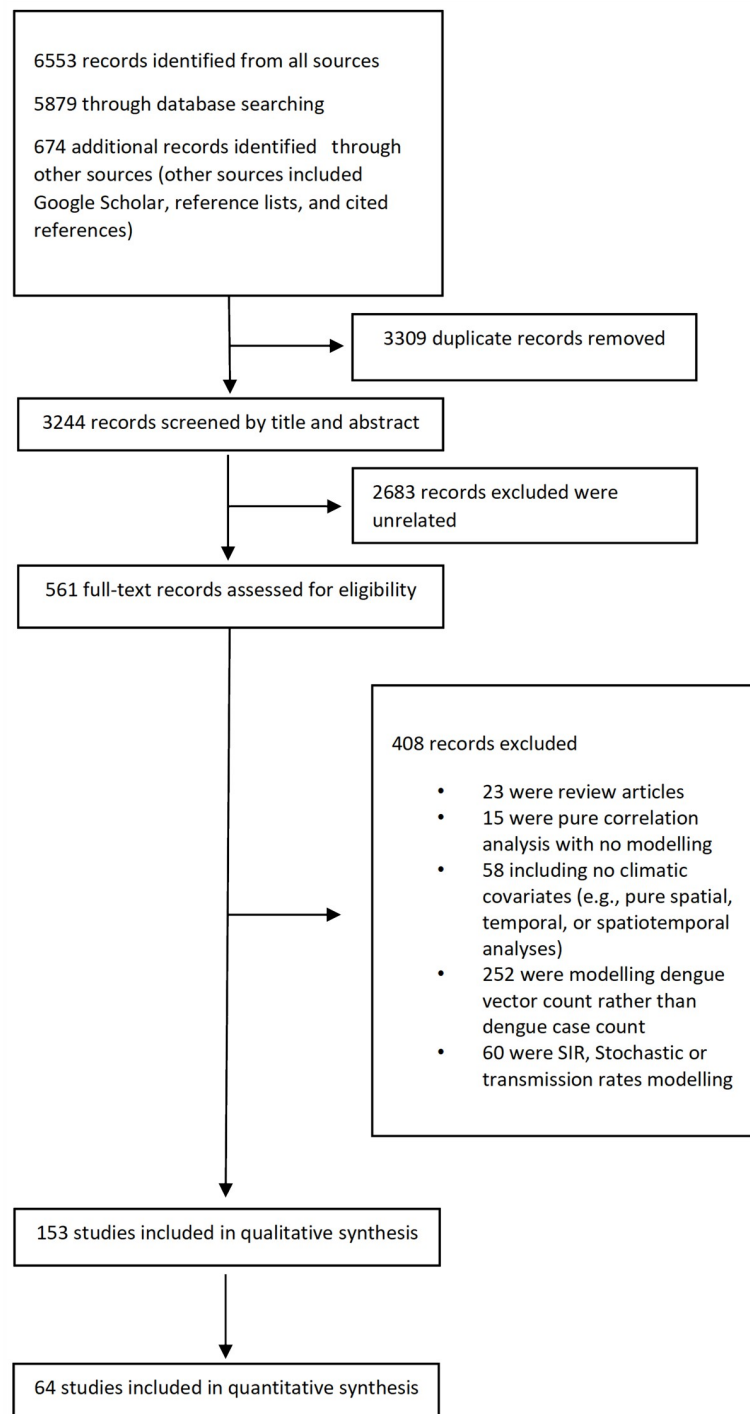 6553 records identified from all sources
5879 through database searching
674 additional records identified through
other sources (other sources included
Google Scholar, reference lists, and cited
references)
3309 duplicate records removed
3244 records screened by title and abstract
2683 records excluded were
unrelated
561 full-text records assessed for eligibility
408 records excluded
• 23 were review articles
• 15 were pure correlation
analysis with no modelling
• 58 including no climatic
covariates (e.g., pure spatial,
temporal, or spatiotemporal
analyses)
• 252 were modelling dengue
vector count rather than
dengue case count
• 60 were SIR, Stochastic or
transmission rates modelling
153 studies included in qualitative synthesis
64 studies included in quantitative synthesis